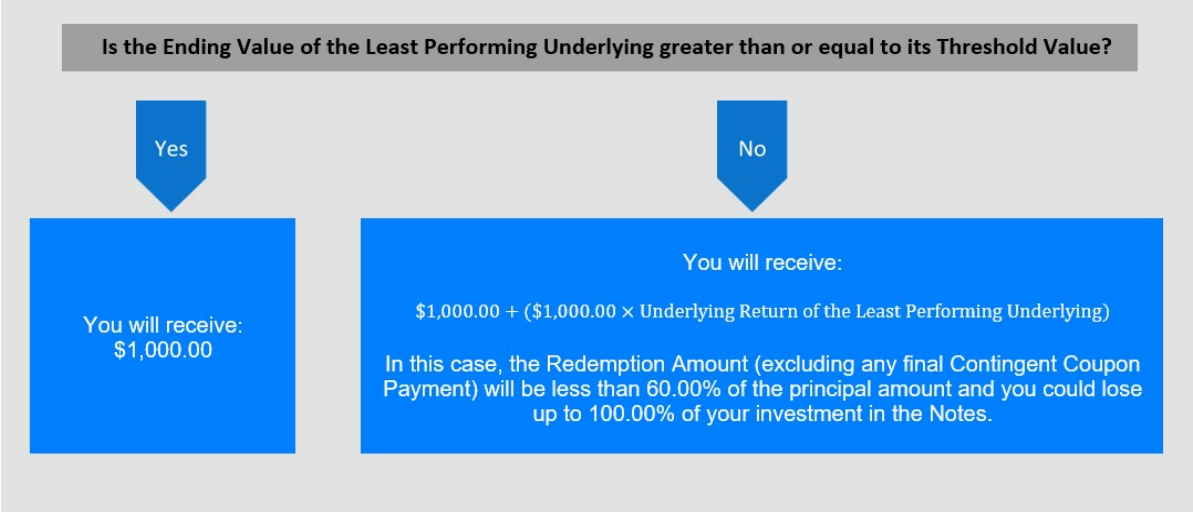 Is the Ending Value of the Least Performing Underlying greater than or equal to its Threshold Value?
Yes
No
You will receive:
$1,000.00
You will receive:
$1,000.00 + ($1,000.00 × Underlying Return of the Least Performing Underlying)
In this case, the Redemption Amount (excluding any final Contingent Coupon
Payment) will be less than 60.00% of the principal amount and you could lose
up to 100.00% of your investment in the Notes.